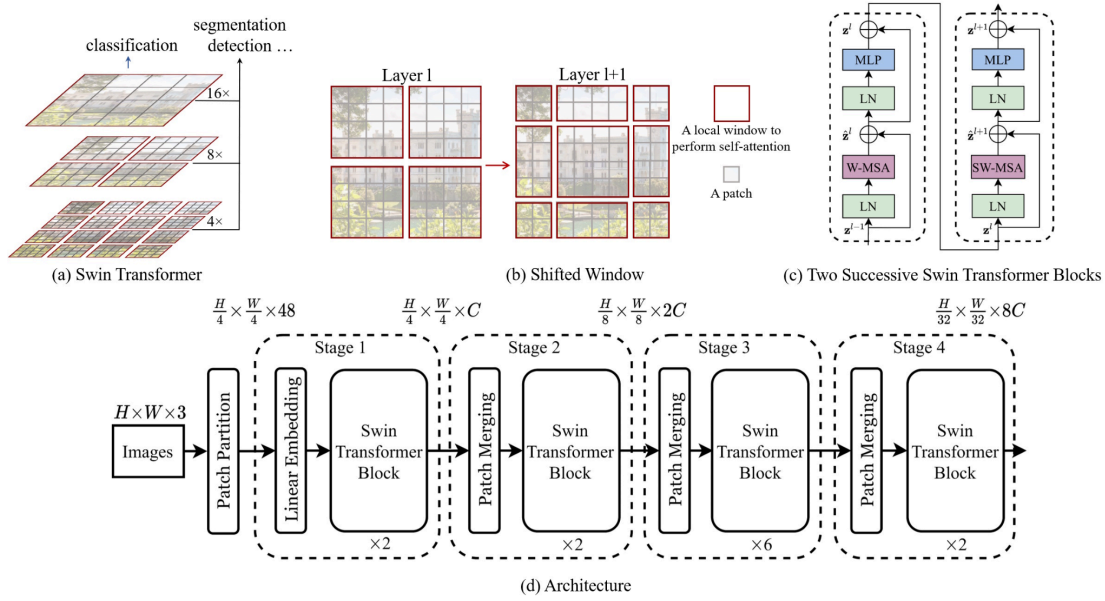 classification
segmentation
detection ...
16×
8×
4×
(a) Swin Transformer
Layer l
Layer l+1
A local window to
perform self-attention
A patch
(b) Shifted Window
z^l
MLP
LN
ẑ^l
W-MSA
LN
z^{l−1}
z^{l+1}
MLP
LN
ẑ^{l+1}
SW-MSA
LN
z^l
(c) Two Successive Swin Transformer Blocks
H/4 × W/4 × 48
H/4 × W/4 × C
H/8 × W/8 × 2C
H/32 × W/32 × 8C
H×W×3
Images
Patch Partition
Stage 1
Linear Embedding
Swin
Transformer
Block
×2
Stage 2
Patch Merging
Swin
Transformer
Block
×2
Stage 3
Patch Merging
Swin
Transformer
Block
×6
Stage 4
Patch Merging
Swin
Transformer
Block
×2
(d) Architecture